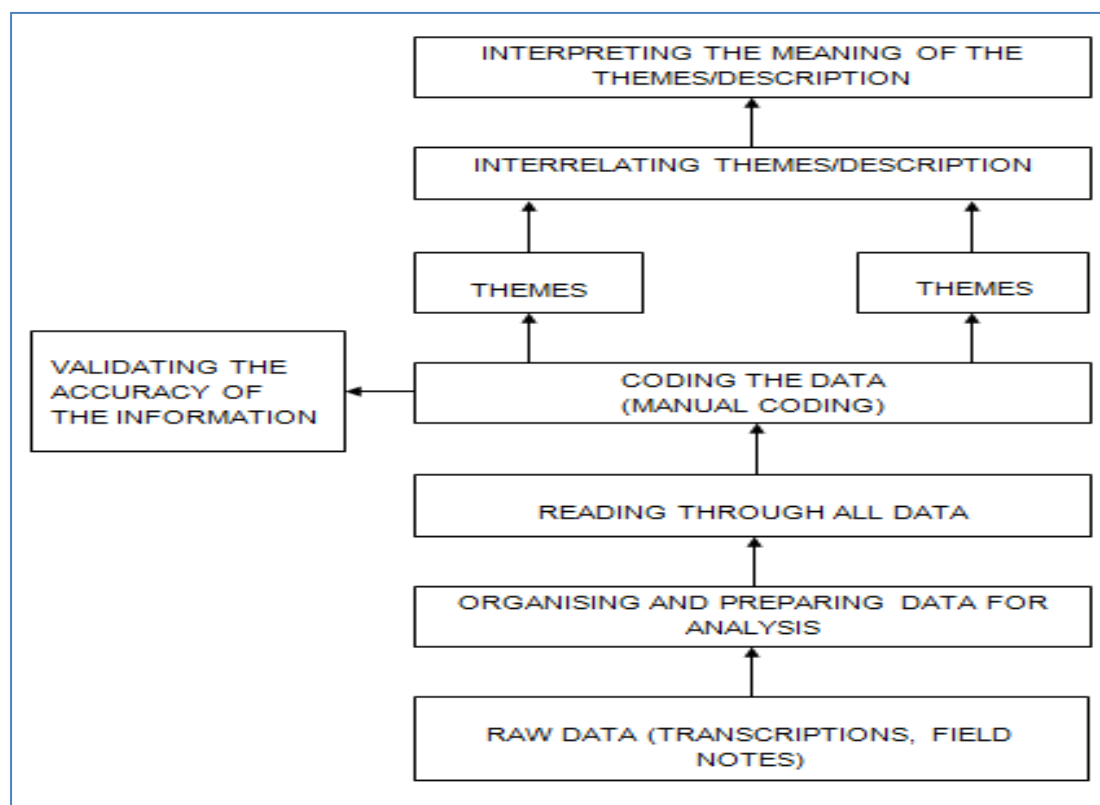 INTERPRETING THE MEANING OF THE
THEMES/DESCRIPTION
INTERRELATING THEMES/DESCRIPTION
THEMES
THEMES
VALIDATING THE
ACCURACY OF
THE INFORMATION
CODING THE DATA
(MANUAL CODING)
READING THROUGH ALL DATA
ORGANISING AND PREPARING DATA FOR
ANALYSIS
RAW DATA (TRANSCRIPTIONS, FIELD
NOTES)